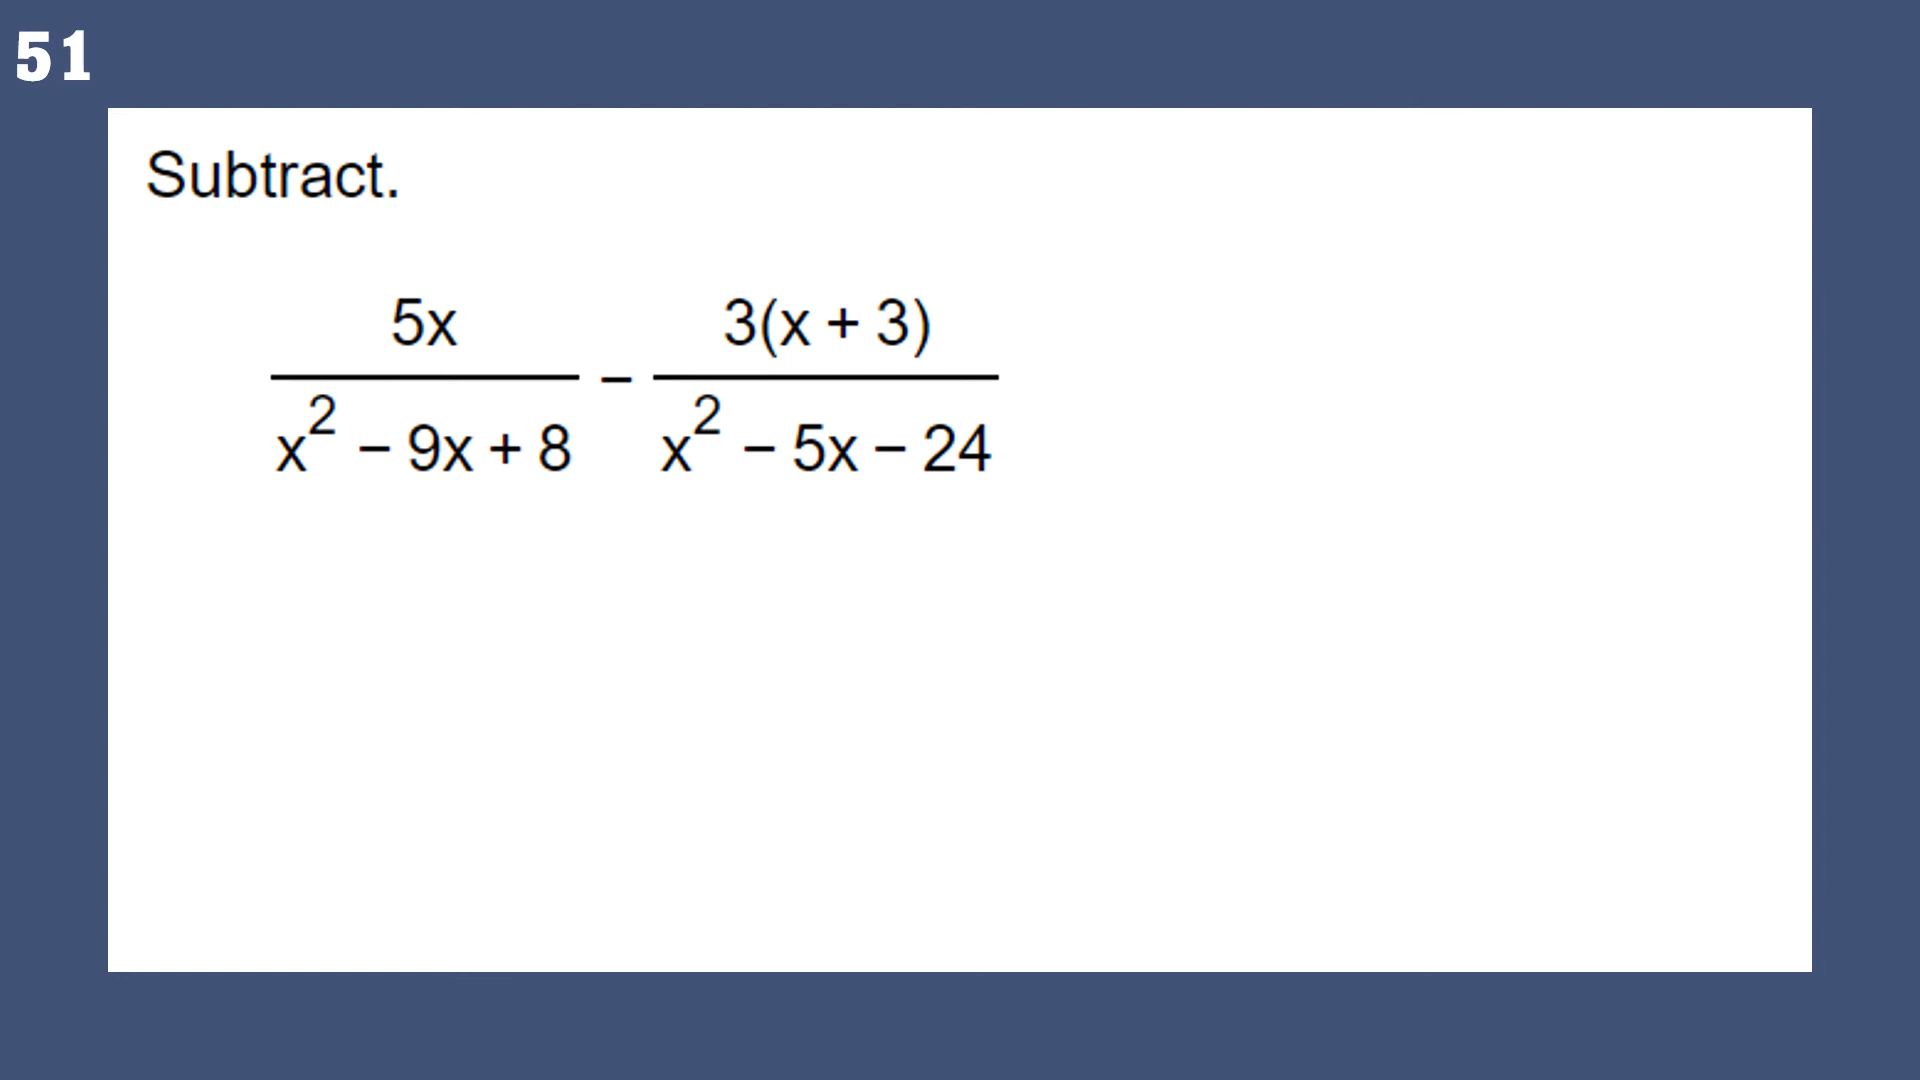 51
Subtract.
5x
x² − 9x + 8
−
3(x + 3)
x² − 5x − 24